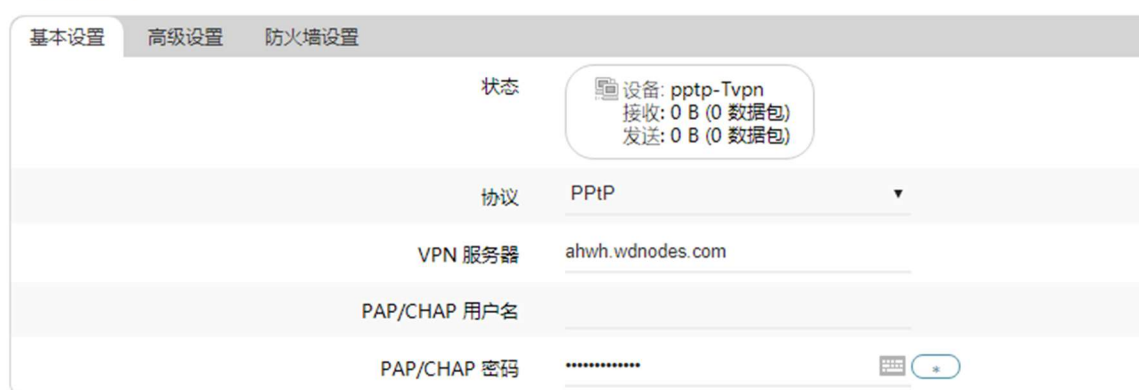 基本设置 高级设置 防火墙设置
状态
设备: pptp-Tvpn
接收: 0 B (0 数据包)
发送: 0 B (0 数据包)
协议 PPtP
VPN 服务器 ahwh.wdnodes.com
PAP/CHAP 用户名
PAP/CHAP 密码 ••••••••••••• *